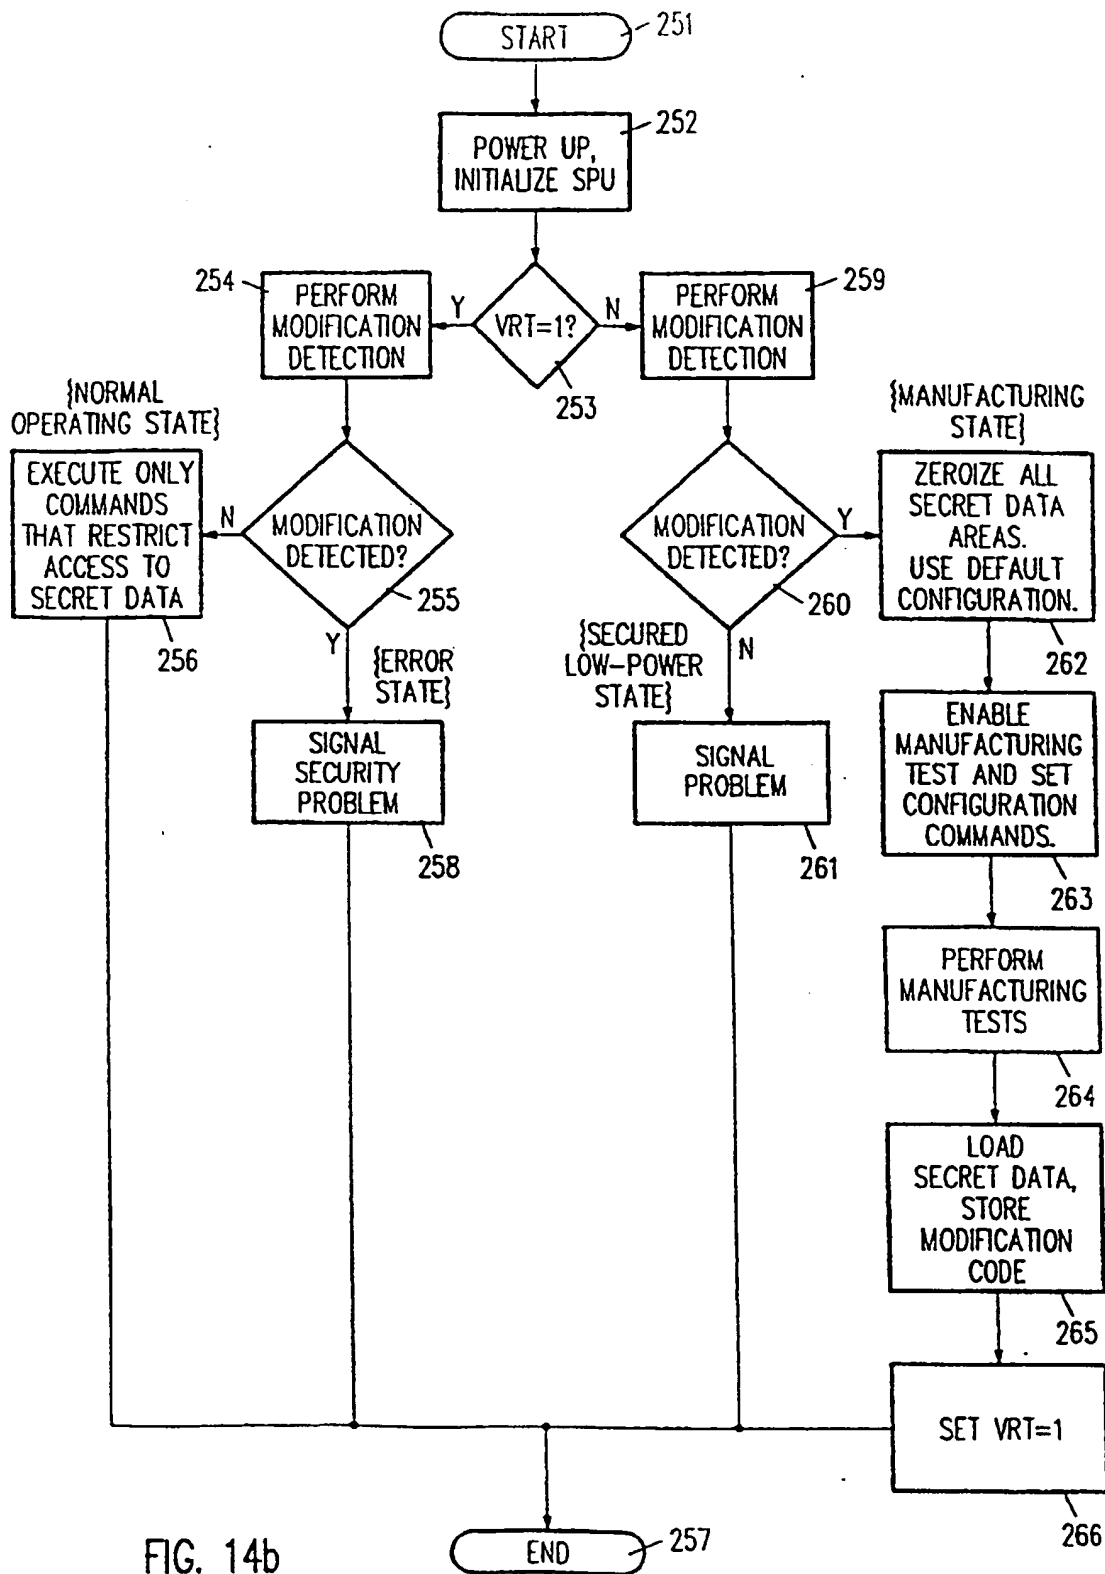 START
251
POWER UP,
INITIALIZE SPU
252
VRT=1?
253
Y
N
PERFORM
MODIFICATION
DETECTION
254
PERFORM
MODIFICATION
DETECTION
259
{NORMAL
OPERATING STATE}
EXECUTE ONLY
COMMANDS
THAT RESTRICT
ACCESS TO
SECRET DATA
256
N
MODIFICATION
DETECTED?
255
Y
{ERROR
STATE}
SIGNAL
SECURITY
PROBLEM
258
MODIFICATION
DETECTED?
260
Y
N
{SECURED
LOW-POWER
STATE}
SIGNAL
PROBLEM
261
{MANUFACTURING
STATE}
ZEROIZE ALL
SECRET DATA
AREAS.
USE DEFAULT
CONFIGURATION.
262
ENABLE
MANUFACTURING
TEST AND SET
CONFIGURATION
COMMANDS.
263
PERFORM
MANUFACTURING
TESTS
264
LOAD
SECRET DATA,
STORE
MODIFICATION
CODE
265
SET VRT=1
266
END
257
FIG. 14b